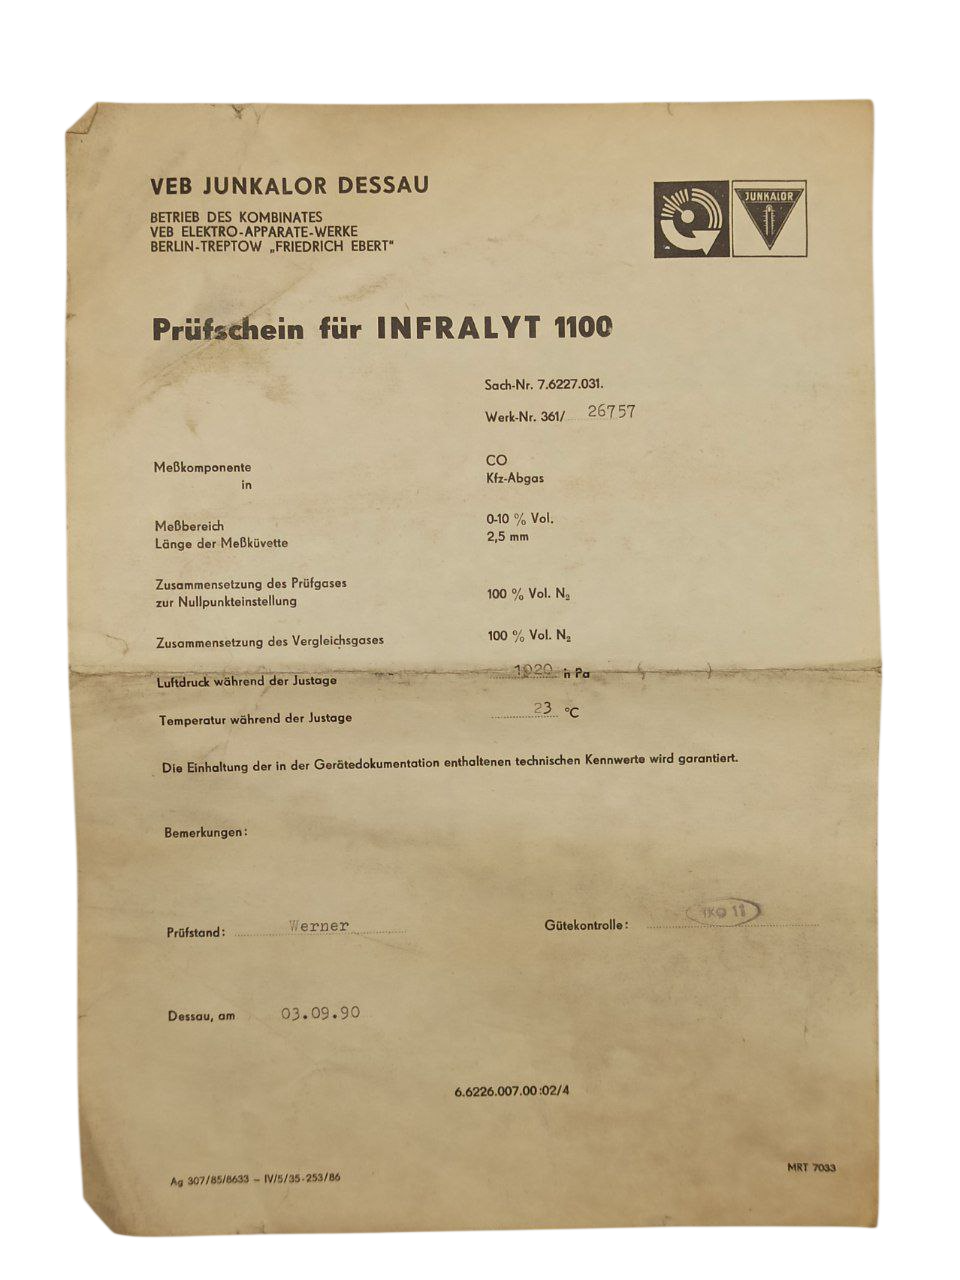 VEB JUNKALOR DESSAU
BETRIEB DES KOMBINATES
VEB ELEKTRO-APPARATE-WERKE
BERLIN-TREPTOW „FRIEDRICH EBERT"
JUNKALOR
Prüfschein für INFRALYT 1100
Sach-Nr. 7.6227.031.
Werk-Nr. 361/ 26757
Meßkomponente CO
in Kfz-Abgas
Meßbereich 0-10 % Vol.
Länge der Meßküvette 2,5 mm
Zusammensetzung des Prüfgases
zur Nullpunkteinstellung 100 % Vol. N₂
Zusammensetzung des Vergleichsgases 100 % Vol. N₂
Luftdruck während der Justage 1020 h Pa
Temperatur während der Justage 23 °C
Die Einhaltung der in der Gerätedokumentation enthaltenen technischen Kennwerte wird garantiert.
Bemerkungen:
Prüfstand: Werner Gütekontrolle: TKO 11
Dessau, am 03.09.90
6.6226.007.00:02/4
Ag 307/85/8633 – IV/5/35-253/86 MRT 7033